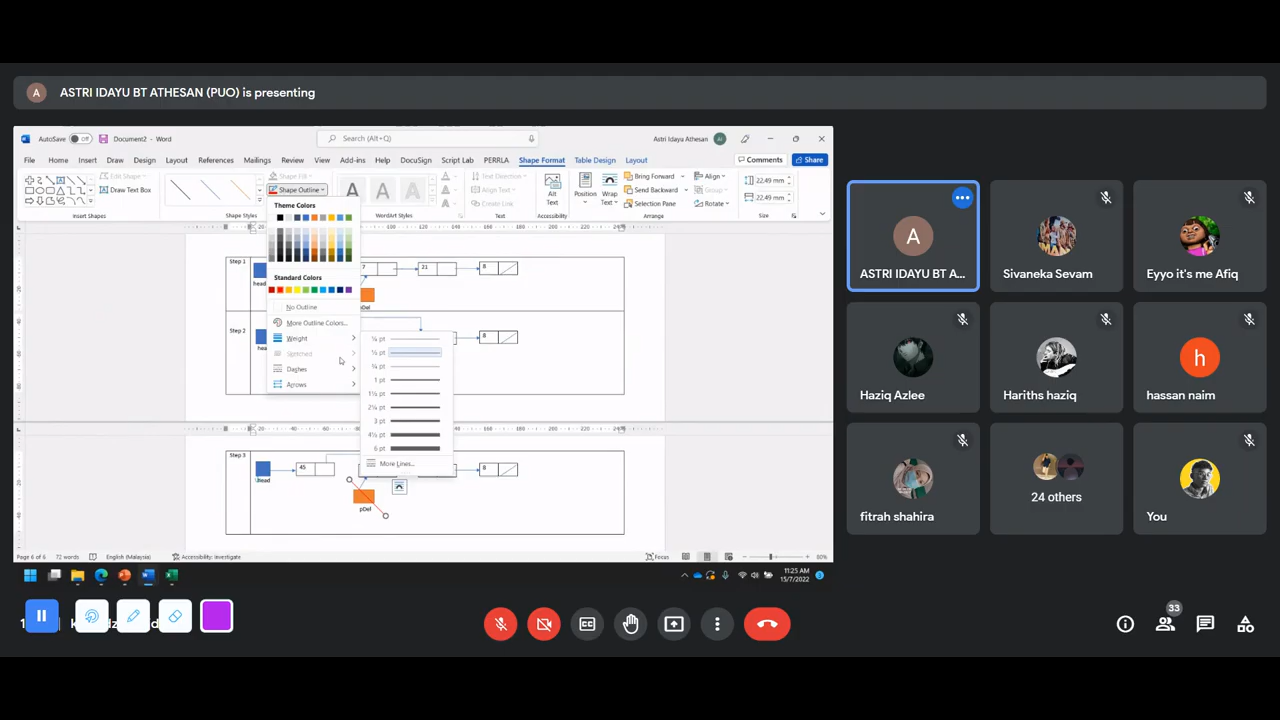 A ASTRI IDAYU BT ATHESAN (PUO) is presenting
AutoSave Off Document2 - Word Search (Alt+Q) Astri Idayu Athesan AI
File Home Insert Draw Design Layout References Mailings Review View Add-ins Help DocuSign Script Lab PERRLA Shape Format Table Design Layout Comments Share
Edit Shape
Draw Text Box
Insert Shapes
Shape Fill
Shape Outline
Shape Styles
A A A
WordArt Styles
Text Direction
Align Text
Create Link
Text
Alt Text
Accessibility
Position
Wrap Text
Bring Forward
Send Backward
Selection Pane
Align
Group
Rotate
Arrange
22,49 mm
22,49 mm
Size
Theme Colors
Standard Colors
No Outline
More Outline Colors...
Weight
Sketched
Dashes
Arrows
¼ pt
½ pt
¾ pt
1 pt
1½ pt
2¼ pt
3 pt
4½ pt
6 pt
More Lines...
Step 1
head
7
21
8
pDel
Step 2
8
Step 3
head
45
8
pDel
Page 6 of 6 72 words English (Malaysia) Accessibility: Investigate Focus 60%
11:25 AM
15/7/2022
A
ASTRI IDAYU BT A...
Sivaneka Sevam
Eyyo it's me Afiq
Haziq Azlee
Hariths haziq
h
hassan naim
fitrah shahira
24 others
You
33